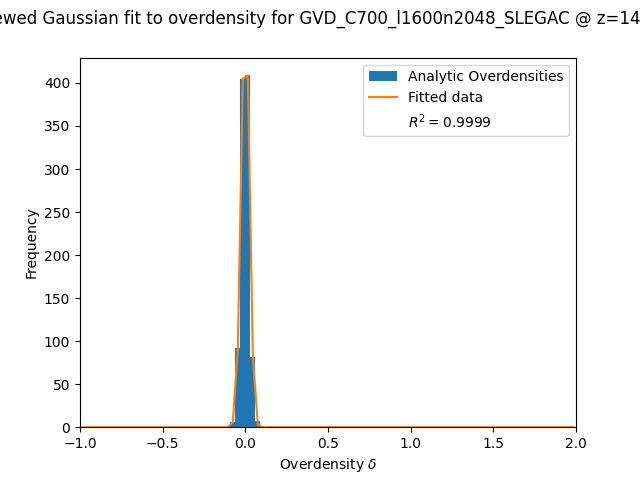 ewed Gaussian fit to overdensity for GVD_C700_l1600n2048_SLEGAC @ z=14
Analytic Overdensities
Fitted data
R² = 0.9999
Frequency
400
350
300
250
200
150
100
50
0
−1.0 −0.5 0.0 0.5 1.0 1.5 2.0
Overdensity δ